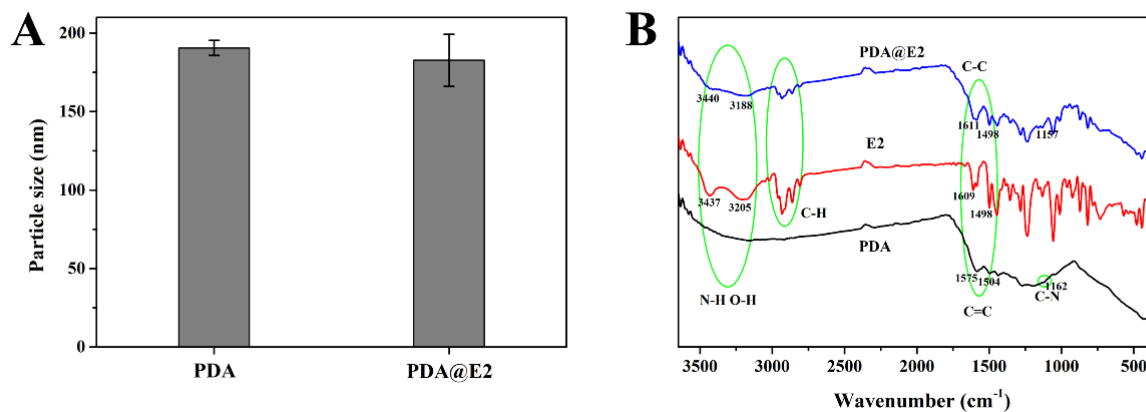 A
Particle size (nm)
200
150
100
50
0
PDA
PDA@E2
B
PDA@E2
C-C
3440
3188
1611
1498
1157
E2
3437
3205
C-H
1609
1498
PDA
1575
1504
1162
C-N
N-H O-H
C=C
3500 3000 2500 2000 1500 1000 500
Wavenumber (cm-1)